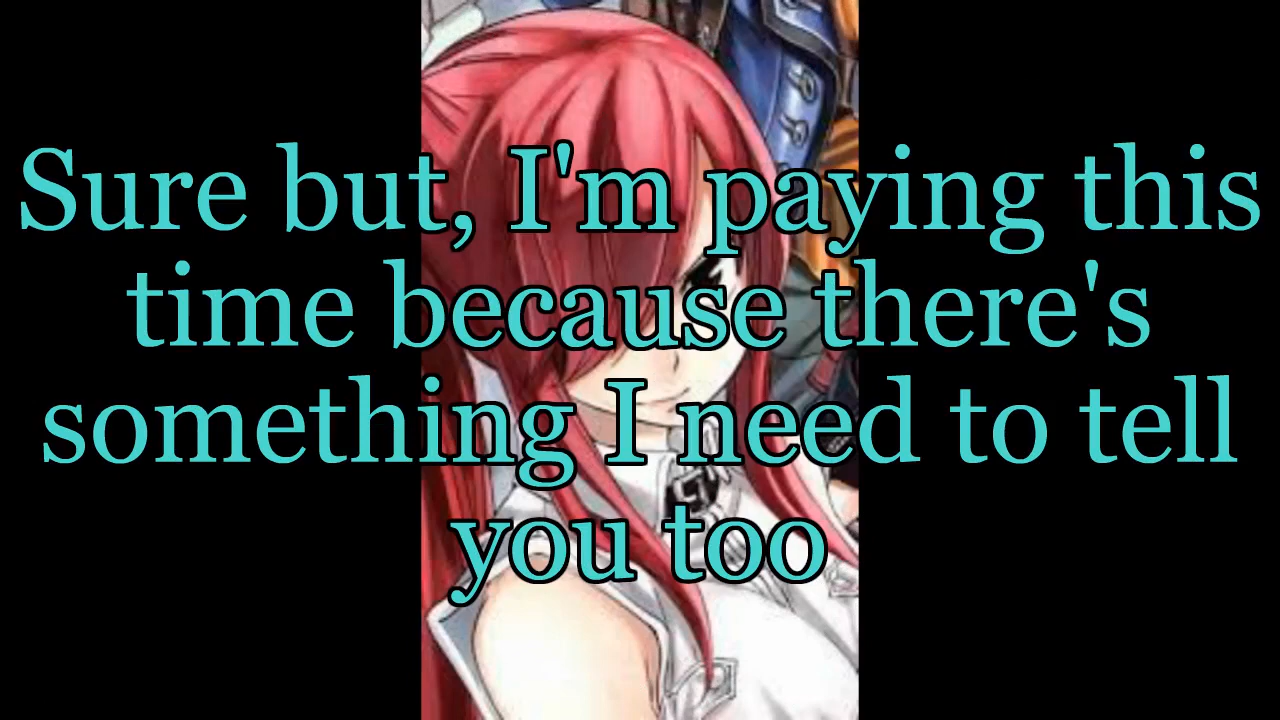 Sure but, I'm paying this
time because there's
something I need to tell
you too